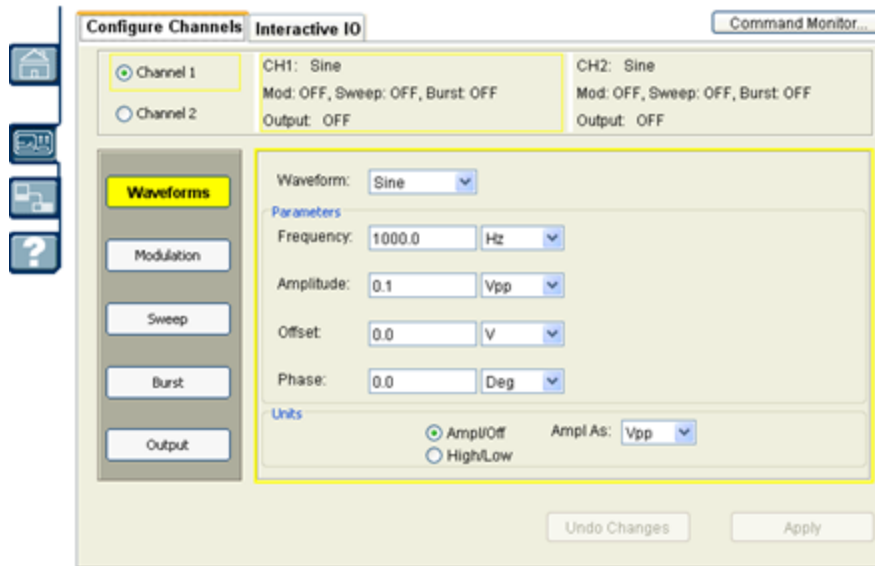 Configure Channels Interactive IO Command Monitor...
Channel 1 CH1: Sine CH2: Sine
Mod: OFF, Sweep: OFF, Burst: OFF Mod: OFF, Sweep: OFF, Burst: OFF
Channel 2 Output: OFF Output: OFF
Waveforms Waveform: Sine
Parameters
Frequency: 1000.0 Hz
Modulation
Amplitude: 0.1 Vpp
Sweep
Offset: 0.0 V
Burst Phase: 0.0 Deg
Units
Output Ampl/Off Ampl As: Vpp
High/Low
Undo Changes Apply
?